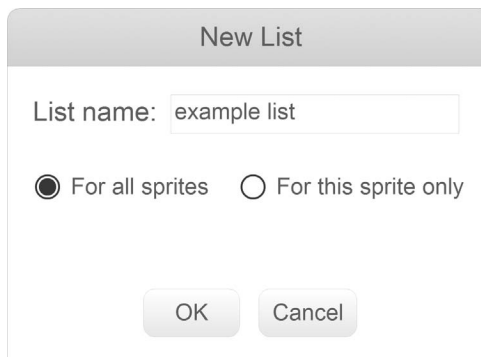 New List
List name: example list
For all sprites For this sprite only
OK Cancel